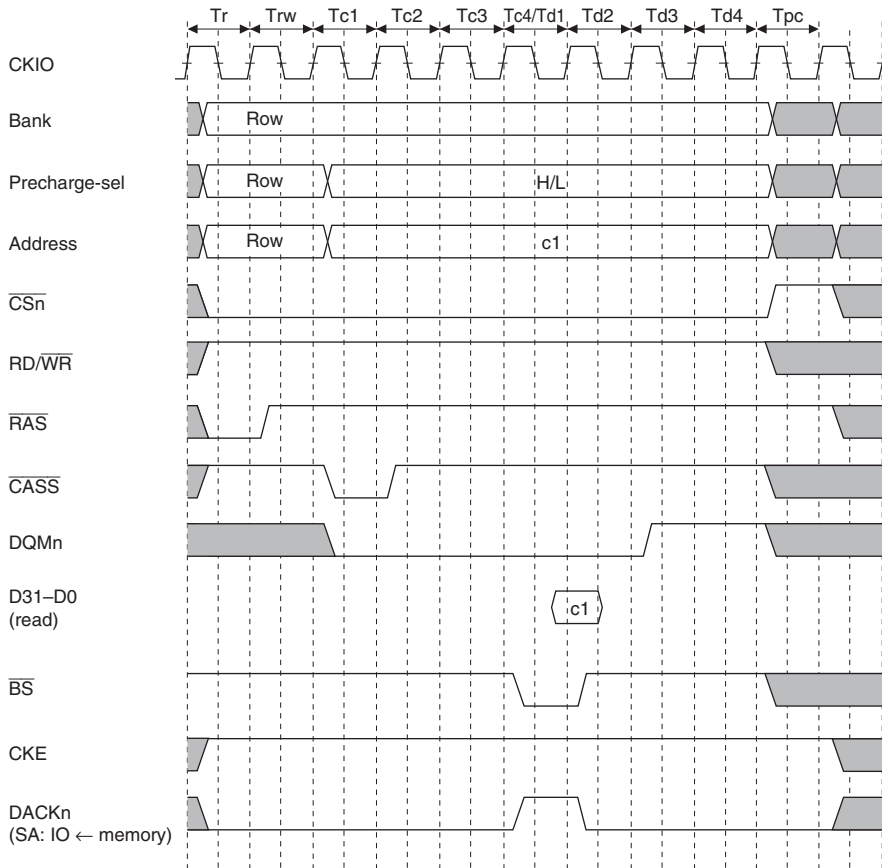 Tr Trw Tc1 Tc2 Tc3 Tc4/Td1 Td2 Td3 Td4 Tpc
CKIO
Bank Row
Precharge-sel Row H/L
Address Row c1
CSn
RD/WR
RAS
CASS
DQMn
D31–D0
(read) c1
BS
CKE
DACKn
(SA: IO ← memory)